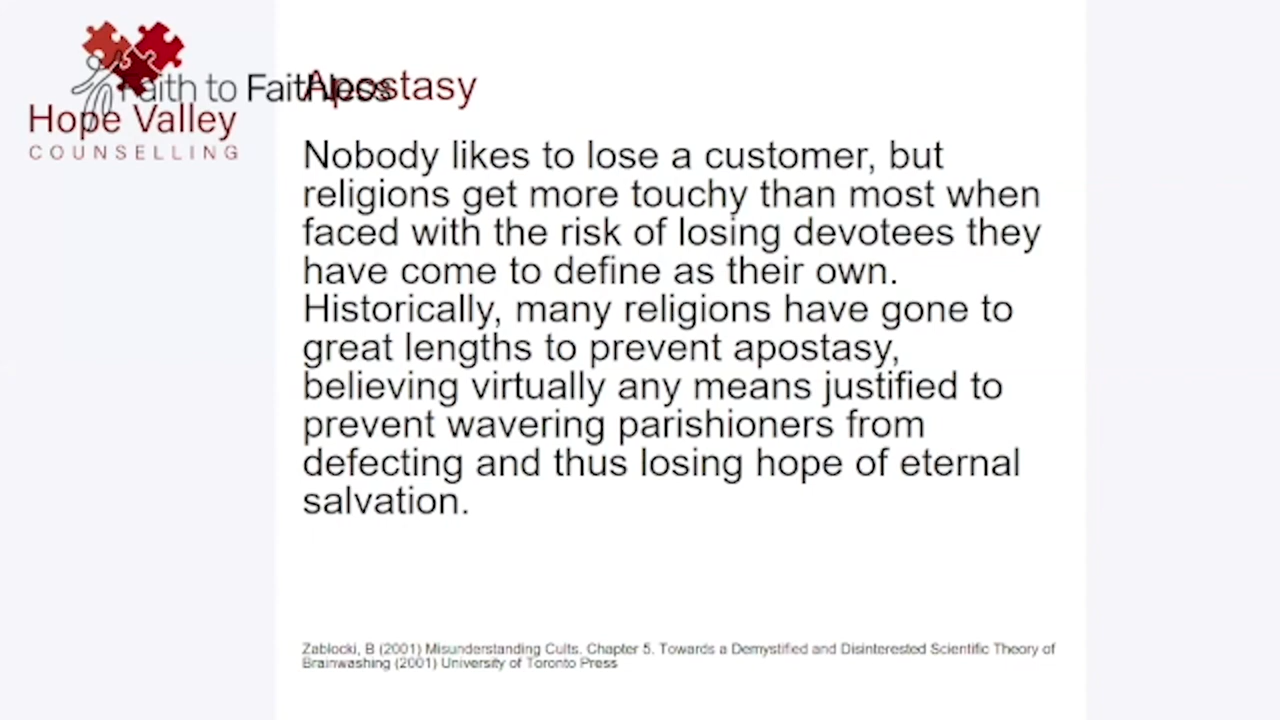 Faith to Faithless
Apostasy
Hope Valley
COUNSELLING
Nobody likes to lose a customer, but
religions get more touchy than most when
faced with the risk of losing devotees they
have come to define as their own.
Historically, many religions have gone to
great lengths to prevent apostasy,
believing virtually any means justified to
prevent wavering parishioners from
defecting and thus losing hope of eternal
salvation.
Zablocki, B (2001) Misunderstanding Cults. Chapter 5. Towards a Demystified and Disinterested Scientific Theory of
Brainwashing (2001) University of Toronto Press